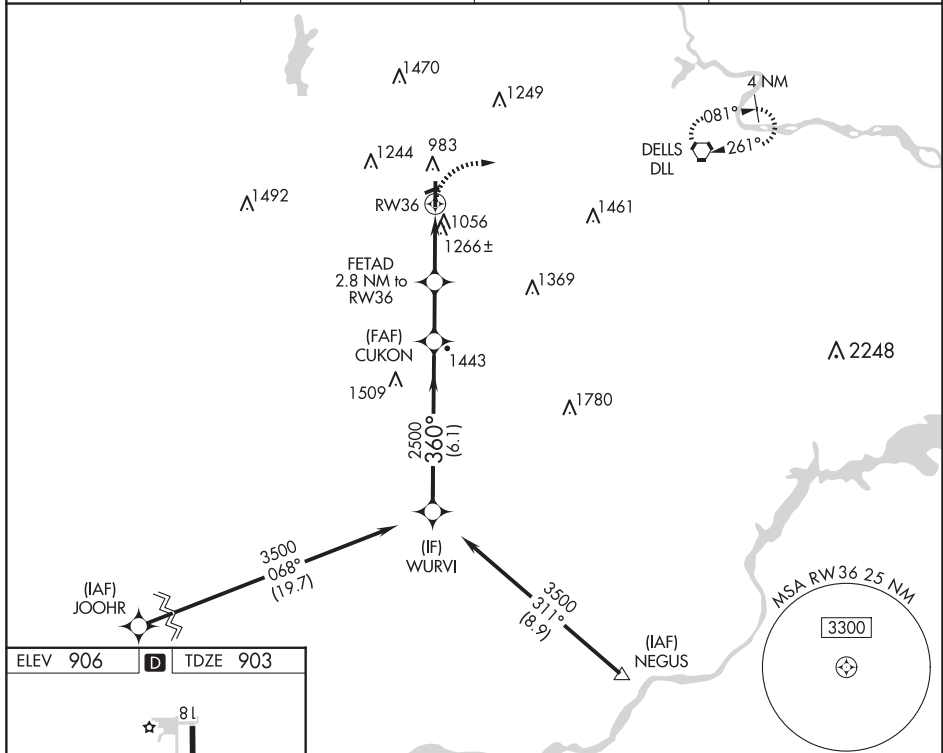 1470
1249
4 NM
081°
261°
DELLS
DLL
1244
983
1492
RW36
1056
1266±
1461
FETAD
2.8 NM to
RW36
1369
(FAF)
CUKON
1443
2248
1509
1780
2500
360°
(6.1)
(IF)
WURVI
3500
068°
(19.7)
(IAF)
JOOHR
3500
311°
(8.9)
(IAF)
NEGUS
MSA RW36 25 NM
3300
ELEV 906 D TDZE 903
18